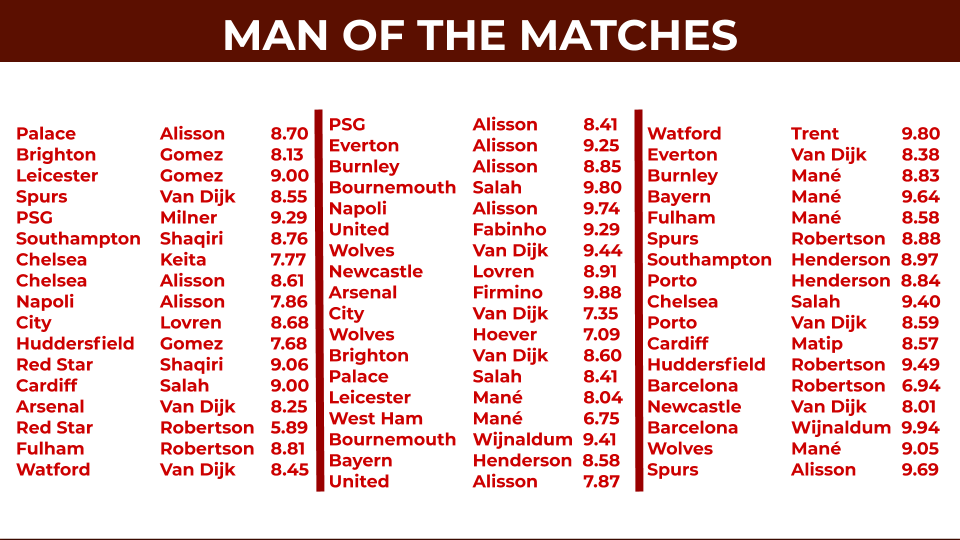 MAN OF THE MATCHES
Palace Alisson 8.70
Brighton Gomez 8.13
Leicester Gomez 9.00
Spurs Van Dijk 8.55
PSG Milner 9.29
Southampton Shaqiri 8.76
Chelsea Keita 7.77
Chelsea Alisson 8.61
Napoli Alisson 7.86
City Lovren 8.68
Huddersfield Gomez 7.68
Red Star Shaqiri 9.06
Cardiff Salah 9.00
Arsenal Van Dijk 8.25
Red Star Robertson 5.89
Fulham Robertson 8.81
Watford Van Dijk 8.45
PSG Alisson 8.41
Everton Alisson 9.25
Burnley Alisson 8.85
Bournemouth Salah 9.80
Napoli Alisson 9.74
United Fabinho 9.29
Wolves Van Dijk 9.44
Newcastle Lovren 8.91
Arsenal Firmino 9.88
City Van Dijk 7.35
Wolves Hoever 7.09
Brighton Van Dijk 8.60
Palace Salah 8.41
Leicester Mané 8.04
West Ham Mané 6.75
Bournemouth Wijnaldum 9.41
Bayern Henderson 8.58
United Alisson 7.87
Watford Trent 9.80
Everton Van Dijk 8.38
Burnley Mané 8.83
Bayern Mané 9.64
Fulham Mané 8.58
Spurs Robertson 8.88
Southampton Henderson 8.97
Porto Henderson 8.84
Chelsea Salah 9.40
Porto Van Dijk 8.59
Cardiff Matip 8.57
Huddersfield Robertson 9.49
Barcelona Robertson 6.94
Newcastle Van Dijk 8.01
Barcelona Wijnaldum 9.94
Wolves Mané 9.05
Spurs Alisson 9.69